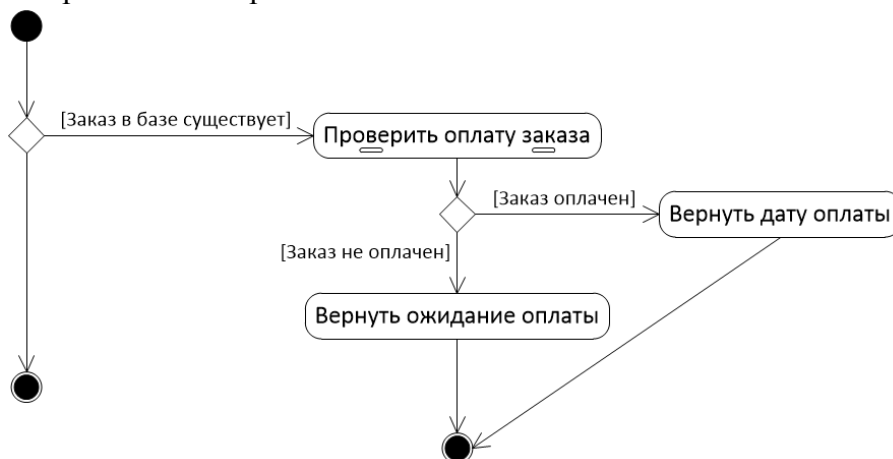 [Заказ в базе существует]
Проверить оплату заказа
[Заказ оплачен]
Вернуть дату оплаты
[Заказ не оплачен]
Вернуть ожидание оплаты